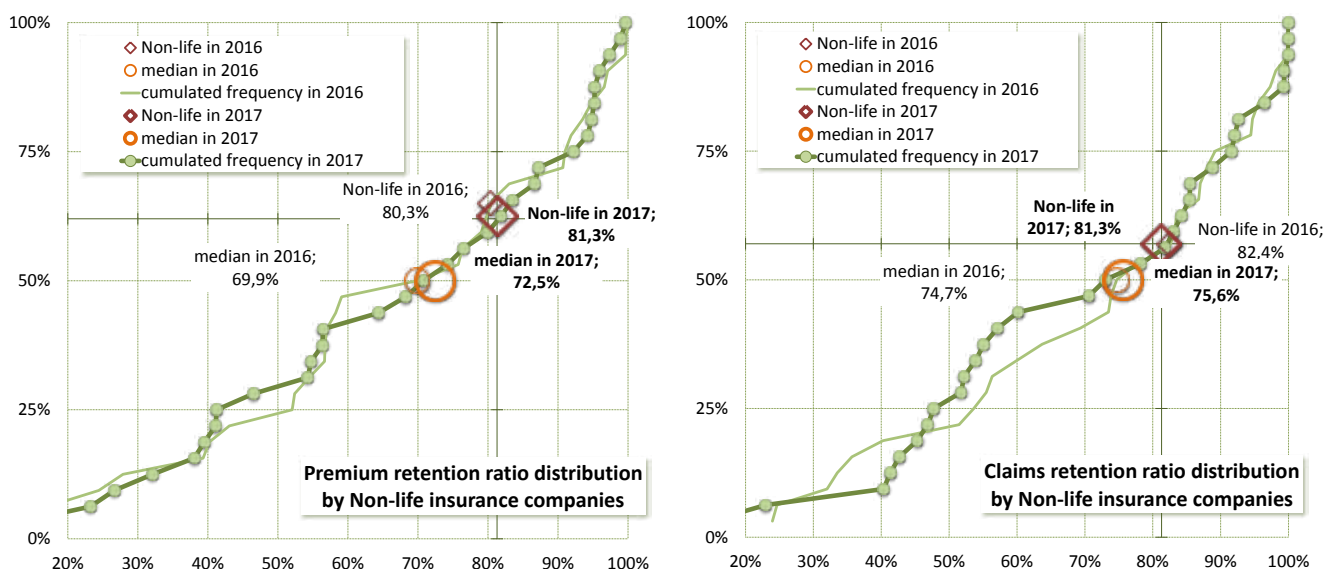 100%
75%
50%
25%
0%
20%
30%
40%
50%
60%
70%
80%
90%
100%
Non-life in 2016
median in 2016
cumulated frequency in 2016
Non-life in 2017
median in 2017
cumulated frequency in 2017
Non-life in 2016;
80,3%
Non-life in 2017;
81,3%
median in 2016;
69,9%
median in 2017;
72,5%
Premium retention ratio distribution
by Non-life insurance companies
100%
75%
50%
25%
0%
20%
30%
40%
50%
60%
70%
80%
90%
100%
Non-life in 2016
median in 2016
cumulated frequency in 2016
Non-life in 2017
median in 2017
cumulated frequency in 2017
Non-life in
2017; 81,3%
Non-life in 2016;
82,4%
median in 2016;
74,7%
median in 2017;
75,6%
Claims retention ratio distribution
by Non-life insurance companies